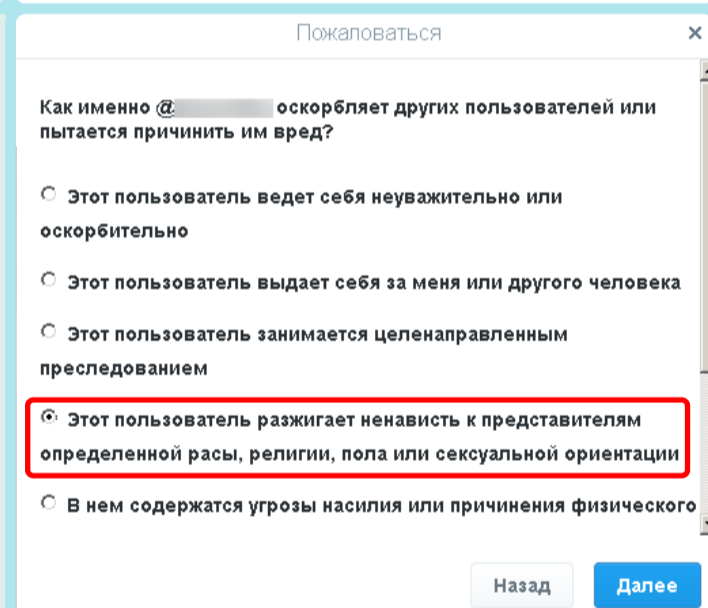 Пожаловаться
Как именно @ оскорбляет других пользователей или
пытается причинить им вред?
Этот пользователь ведет себя неуважительно или
оскорбительно
Этот пользователь выдает себя за меня или другого человека
Этот пользователь занимается целенаправленным
преследованием
Этот пользователь разжигает ненависть к представителям
определенной расы, религии, пола или сексуальной ориентации
В нем содержатся угрозы насилия или причинения физического
Назад Далее